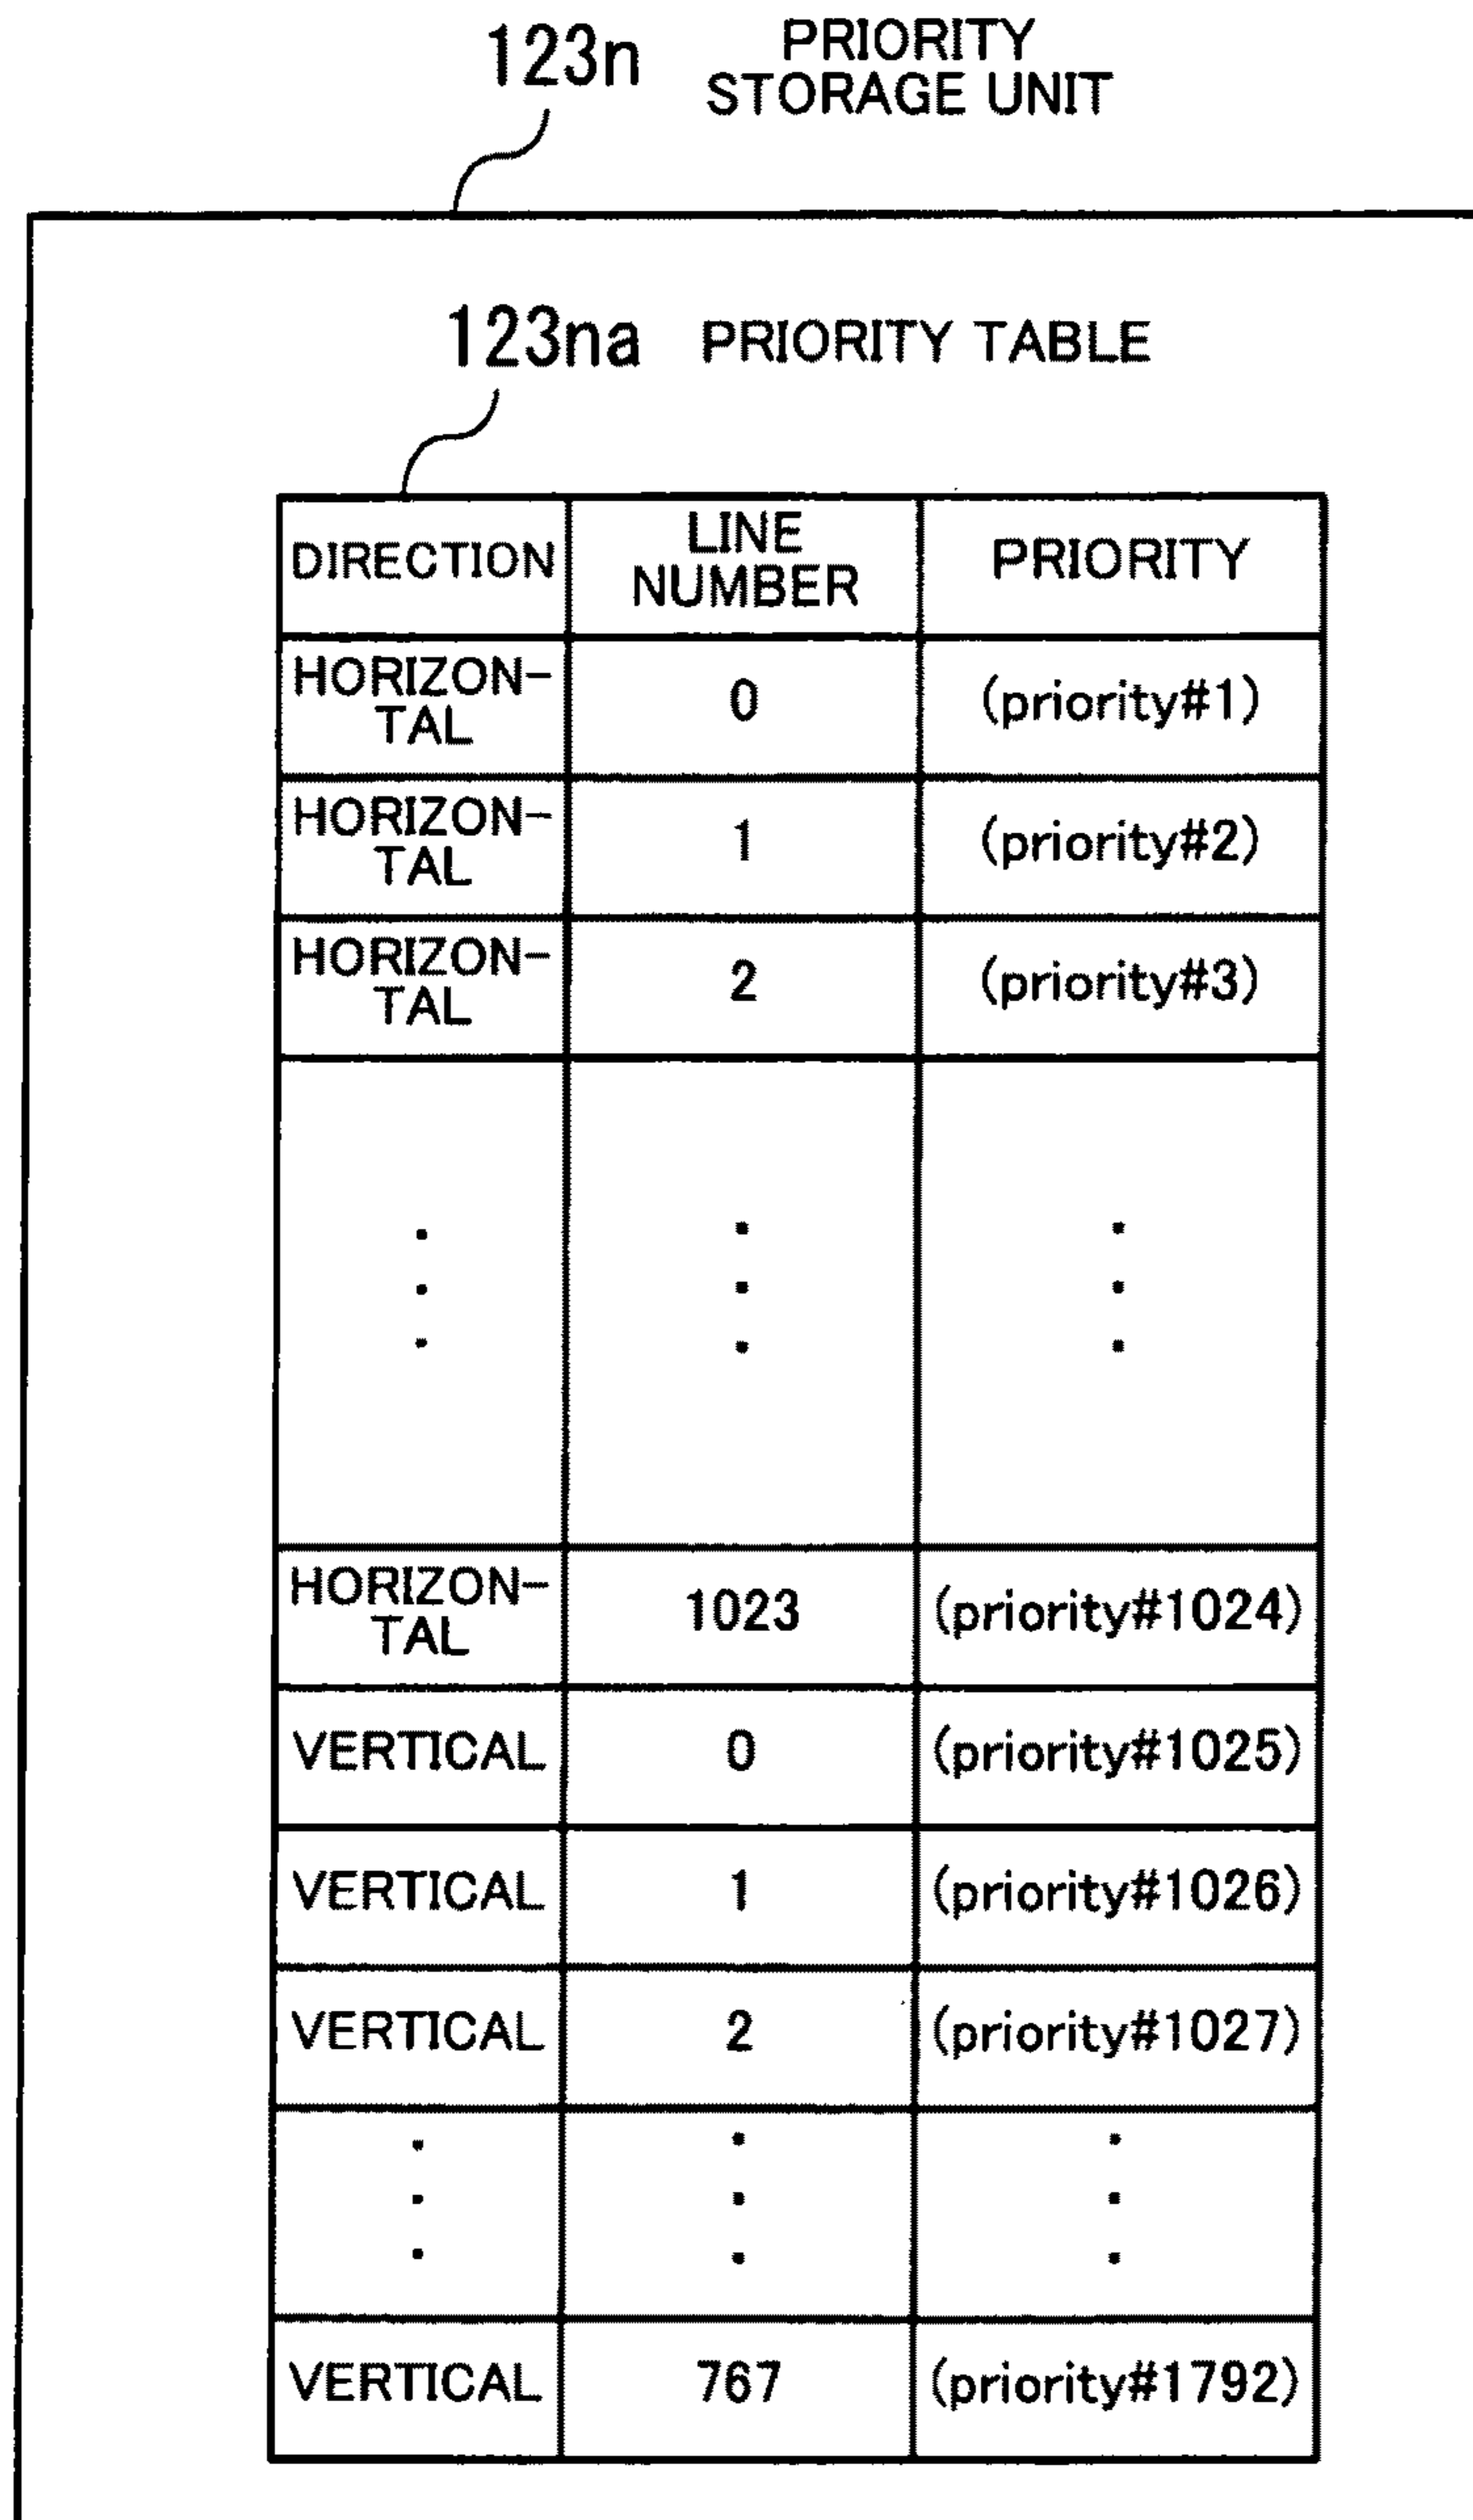 123n
PRIORITY
STORAGE UNIT
123na PRIORITY TABLE
DIRECTION LINE NUMBER PRIORITY
HORIZON-TAL 0 (priority#1)
HORIZON-TAL 1 (priority#2)
HORIZON-TAL 2 (priority#3)
HORIZON-TAL 1023 (priority#1024)
VERTICAL 0 (priority#1025)
VERTICAL 1 (priority#1026)
VERTICAL 2 (priority#1027)
VERTICAL 767 (priority#1792)